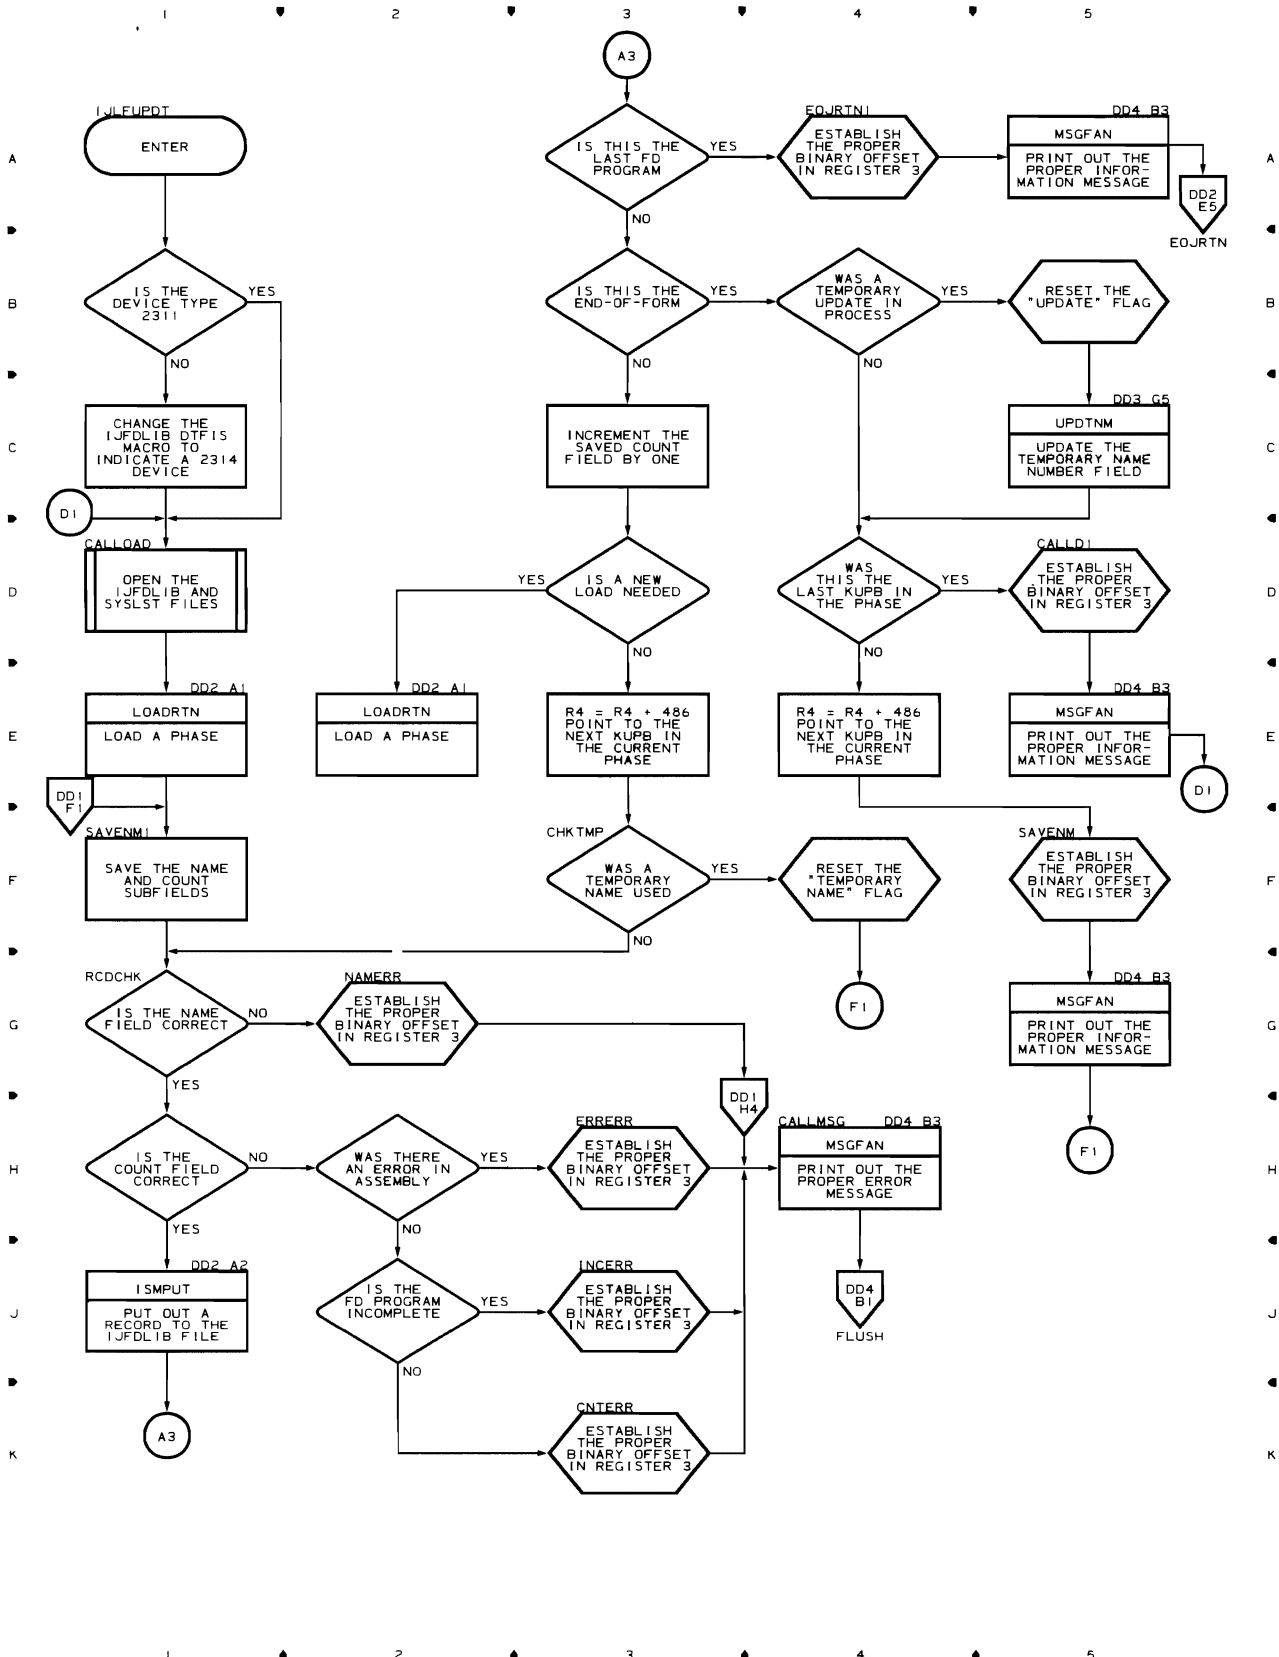 1 2 3 4 5
A3
IJLFUPDT
ENTER
IS THIS THE
LAST FD
PROGRAM
YES
NO
EOJRTN1
ESTABLISH
THE PROPER
BINARY OFFSET
IN REGISTER 3
DD4 B3
MSGFAN
PRINT OUT THE
PROPER INFOR-
MATION MESSAGE
DD2
E5
EOJRTN
A
A
IS THE
DEVICE TYPE
2311
YES
NO
IS THIS THE
END-OF-FORM
YES
NO
WAS A
TEMPORARY
UPDATE IN
PROCESS
YES
NO
RESET THE
"UPDATE" FLAG
B
B
CHANGE THE
IJFDLIB DTFIS
MACRO TO
INDICATE A 2314
DEVICE
INCREMENT THE
SAVED COUNT
FIELD BY ONE
DD3 G5
UPDTNM
UPDATE THE
TEMPORARY NAME
NUMBER FIELD
C
C
D1
CALLOAD
OPEN THE
IJFDLIB AND
SYSLST FILES
YES
IS A NEW
LOAD NEEDED
NO
WAS
THIS THE
LAST KUPB IN
THE PHASE
YES
NO
CALLD1
ESTABLISH
THE PROPER
BINARY OFFSET
IN REGISTER 3
D
D
DD2 A1
LOADRTN
LOAD A PHASE
DD2 A1
LOADRTN
LOAD A PHASE
R4 = R4 + 486
POINT TO THE
NEXT KUPB IN
THE CURRENT
PHASE
R4 = R4 + 486
POINT TO THE
NEXT KUPB IN
THE CURRENT
PHASE
DD4 B3
MSGFAN
PRINT OUT THE
PROPER INFOR-
MATION MESSAGE
D1
E
E
DD1
F1
SAVENM1
SAVE THE NAME
AND COUNT
SUBFIELDS
CHKTMP
WAS A
TEMPORARY
NAME USED
YES
NO
RESET THE
"TEMPORARY
NAME" FLAG
SAVENM
ESTABLISH
THE PROPER
BINARY OFFSET
IN REGISTER 3
F
F
RCDCHK
IS THE NAME
FIELD CORRECT
NO
YES
NAMERR
ESTABLISH
THE PROPER
BINARY OFFSET
IN REGISTER 3
F1
DD4 B3
MSGFAN
PRINT OUT THE
PROPER INFOR-
MATION MESSAGE
G
G
DD1
H4
IS THE
COUNT FIELD
CORRECT
NO
YES
WAS THERE
AN ERROR IN
ASSEMBLY
YES
NO
ERRERR
ESTABLISH
THE PROPER
BINARY OFFSET
IN REGISTER 3
CALLMSG DD4 B3
MSGFAN
PRINT OUT THE
PROPER ERROR
MESSAGE
F1
H
H
DD2 A2
ISMPUT
PUT OUT A
RECORD TO THE
IJFDLIB FILE
IS THE
FD PROGRAM
INCOMPLETE
YES
NO
INCERR
ESTABLISH
THE PROPER
BINARY OFFSET
IN REGISTER 3
DD4
B1
FLUSH
J
J
A3
CNTERR
ESTABLISH
THE PROPER
BINARY OFFSET
IN REGISTER 3
K
K
1 2 3 4 5